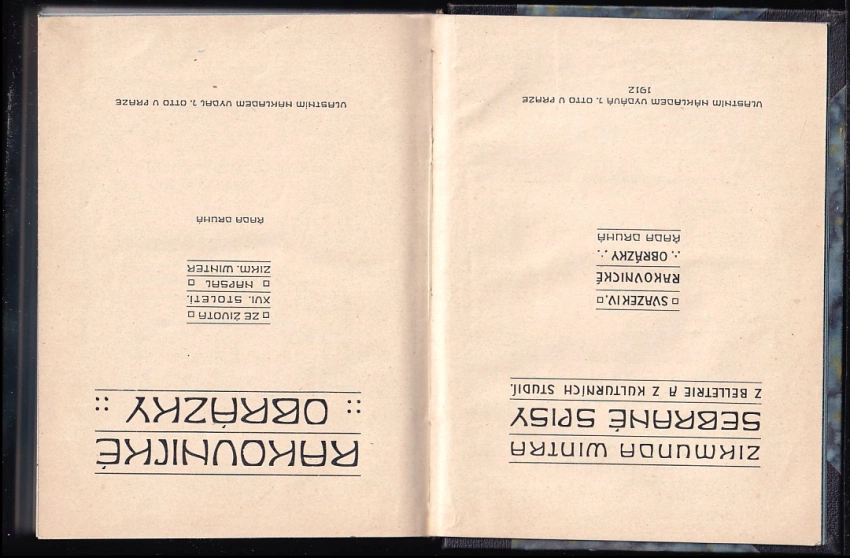 ZIKMUNDA WINTRA
SEBRANÉ SPISY
Z BELLETRIE A Z KULTURNÍCH STUDIÍ.
□ SVAZEK IV. □
RAKOVNICKÉ
∴ OBRÁZKY ∴
ŘADA DRUHÁ
VLASTNÍM NÁKLADEM VYDÁVÁ J. OTTO V PRAZE
1912
RAKOVNICKÉ
:: OBRÁZKY ::
□ ZE ŽIVOTA □
XVI. STOLETÍ.
□ NAPSAL □
ZIKM. WINTER
ŘADA DRUHÁ
VLASTNÍM NÁKLADEM VYDAL J. OTTO V PRAZE